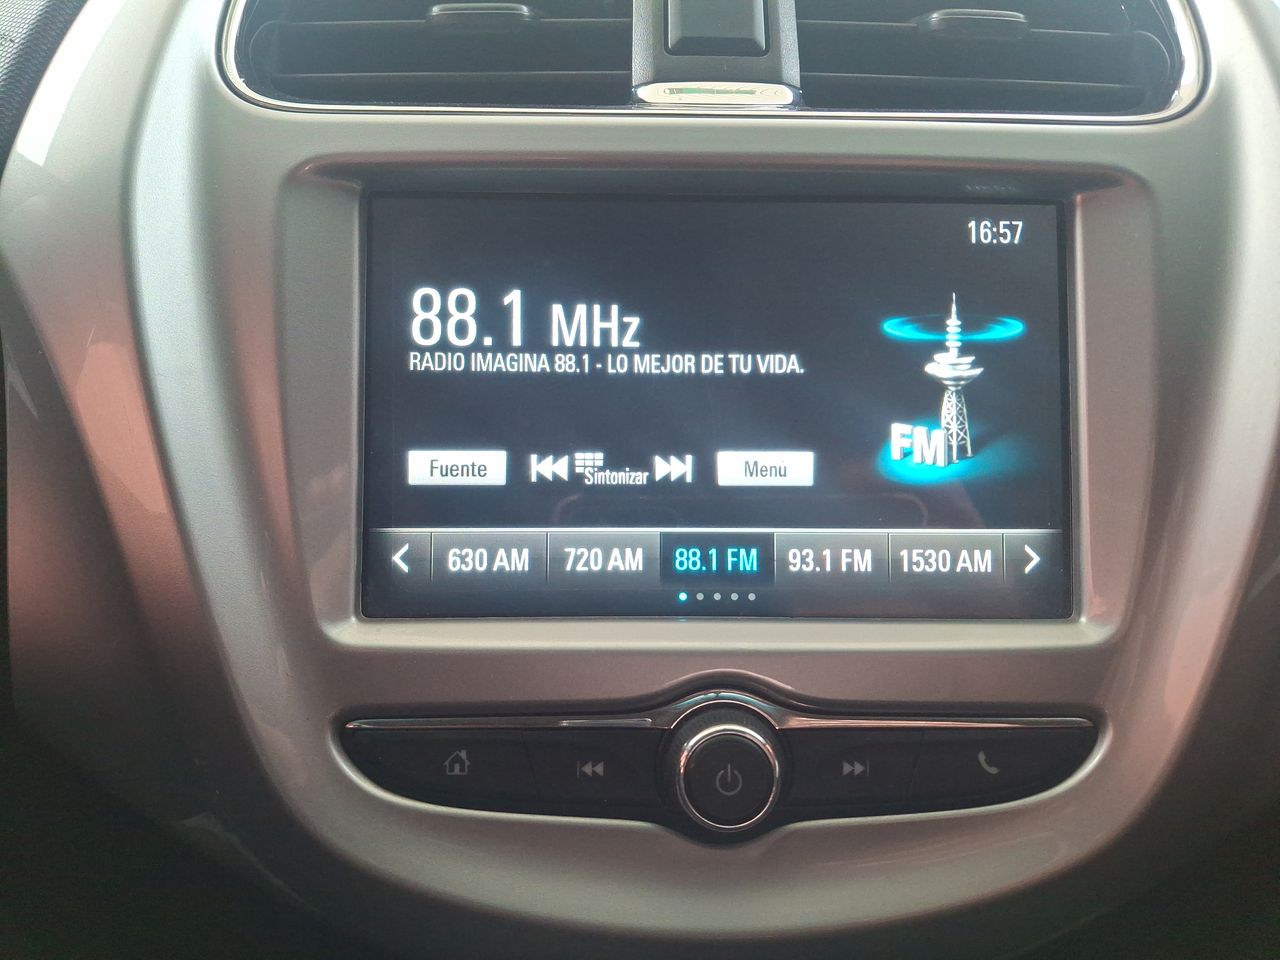 16:57
88.1 MHz
RADIO IMAGINA 88.1 - LO MEJOR DE TU VIDA.
FM
Fuente Sintonizar Menú
630 AM 720 AM 88.1 FM 93.1 FM 1530 AM